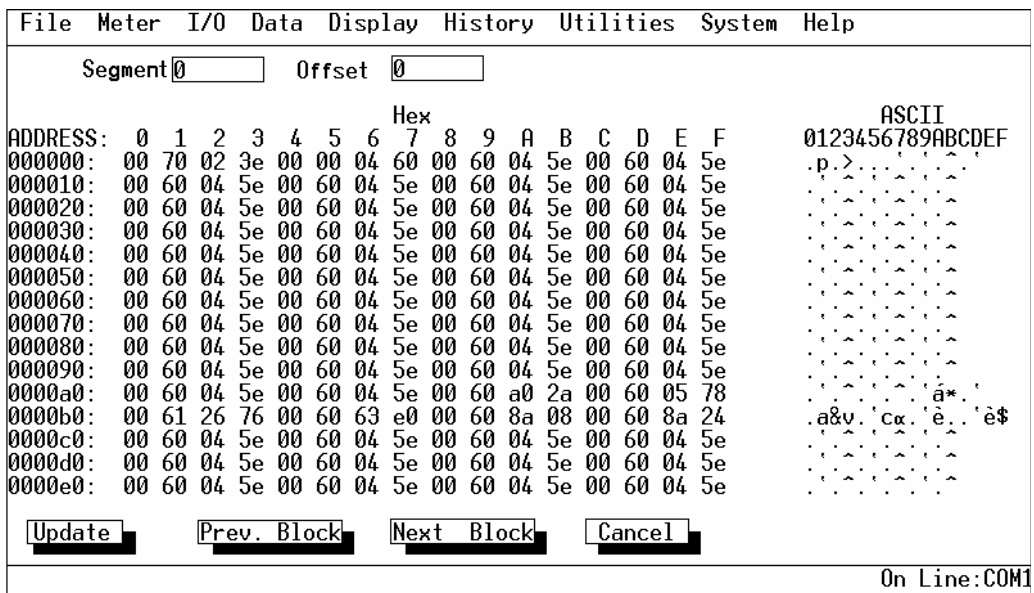 File Meter I/O Data Display History Utilities System Help
Segment 0 Offset 0
Hex ASCII
ADDRESS: 0 1 2 3 4 5 6 7 8 9 A B C D E F 0123456789ABCDEF
000000: 00 70 02 3e 00 00 04 60 00 60 04 5e 00 60 04 5e .p.>...`.`.^.`
000010: 00 60 04 5e 00 60 04 5e 00 60 04 5e 00 60 04 5e .`.^.`.^.`.^
000020: 00 60 04 5e 00 60 04 5e 00 60 04 5e 00 60 04 5e .`.^.`.^.`.^
000030: 00 60 04 5e 00 60 04 5e 00 60 04 5e 00 60 04 5e .`.^.`.^.`.^
000040: 00 60 04 5e 00 60 04 5e 00 60 04 5e 00 60 04 5e .`.^.`.^.`.^
000050: 00 60 04 5e 00 60 04 5e 00 60 04 5e 00 60 04 5e .`.^.`.^.`.^
000060: 00 60 04 5e 00 60 04 5e 00 60 04 5e 00 60 04 5e .`.^.`.^.`.^
000070: 00 60 04 5e 00 60 04 5e 00 60 04 5e 00 60 04 5e .`.^.`.^.`.^
000080: 00 60 04 5e 00 60 04 5e 00 60 04 5e 00 60 04 5e .`.^.`.^.`.^
000090: 00 60 04 5e 00 60 04 5e 00 60 04 5e 00 60 04 5e .`.^.`.^.`.^
0000a0: 00 60 04 5e 00 60 04 5e 00 60 a0 2a 00 60 05 78 .`.^.`.^.`á*.`
0000b0: 00 61 26 76 00 60 63 e0 00 60 8a 08 00 60 8a 24 .a&v.`cα.`è..`è$
0000c0: 00 60 04 5e 00 60 04 5e 00 60 04 5e 00 60 04 5e .`.^.`.^.`.^
0000d0: 00 60 04 5e 00 60 04 5e 00 60 04 5e 00 60 04 5e .`.^.`.^.`.^
0000e0: 00 60 04 5e 00 60 04 5e 00 60 04 5e 00 60 04 5e .`.^.`.^.`.^
Update Prev. Block Next Block Cancel
On Line:COM1